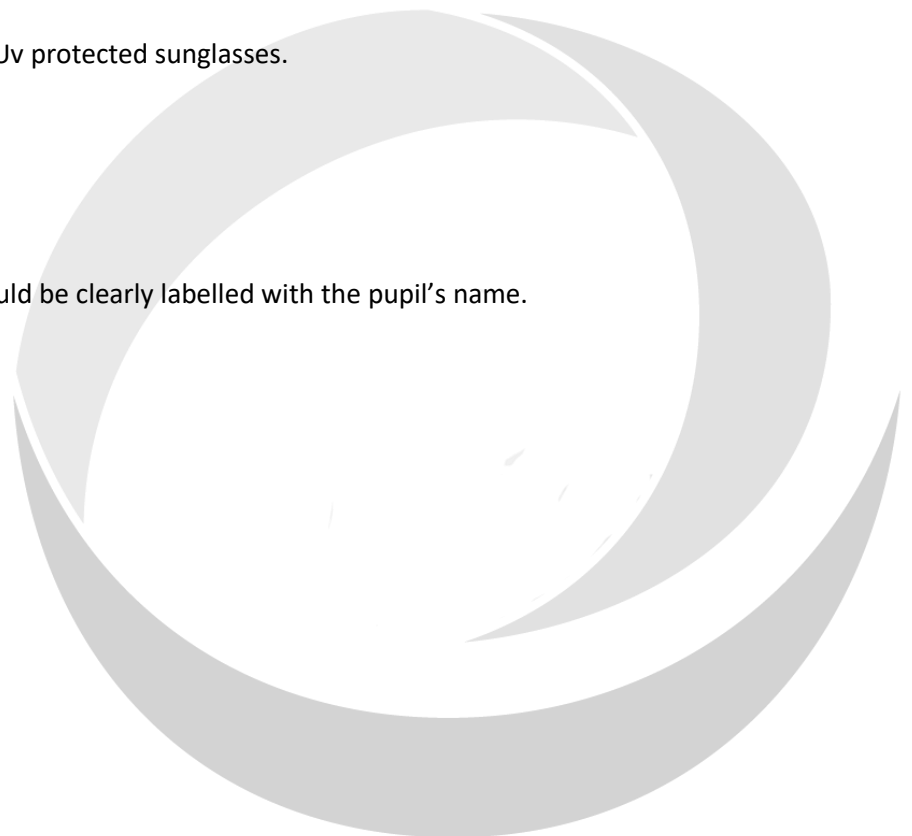 Uv protected sunglasses.
uld be clearly labelled with the pupil’s name.